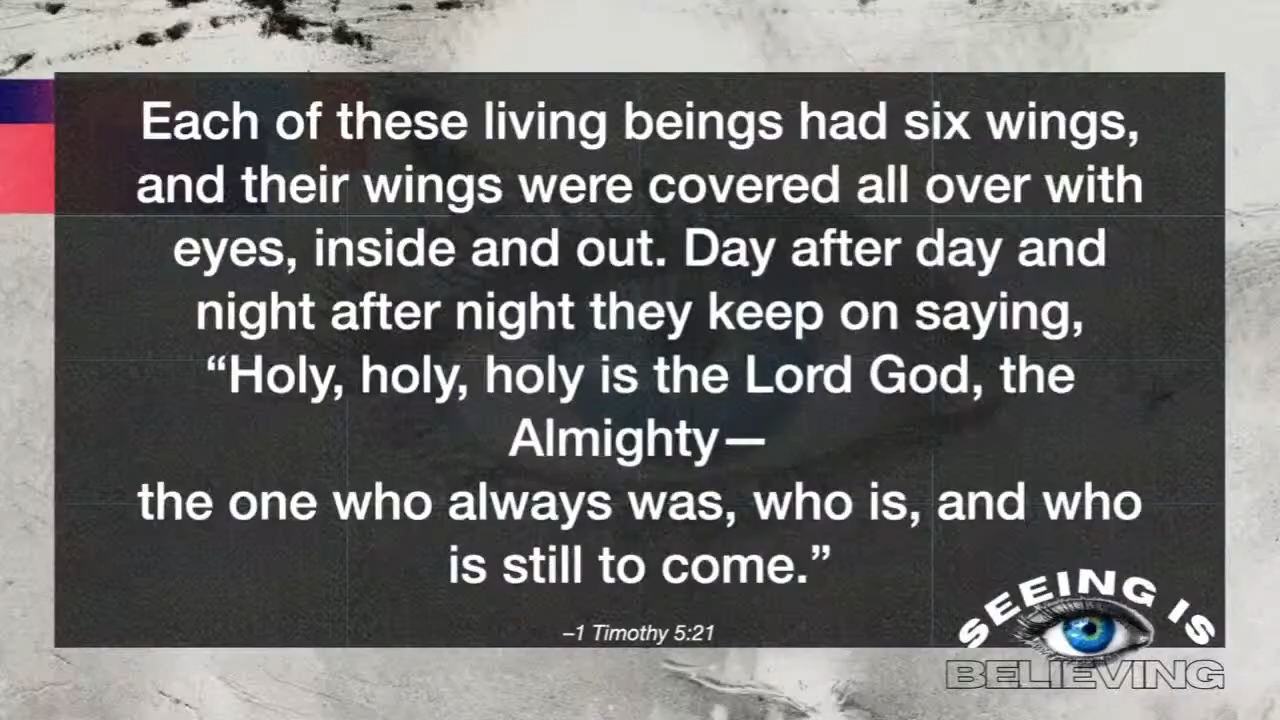 Each of these living beings had six wings,
and their wings were covered all over with
eyes, inside and out. Day after day and
night after night they keep on saying,
“Holy, holy, holy is the Lord God, the
Almighty—
the one who always was, who is, and who
is still to come.”
–1 Timothy 5:21
SEEING IS
BELIEVING